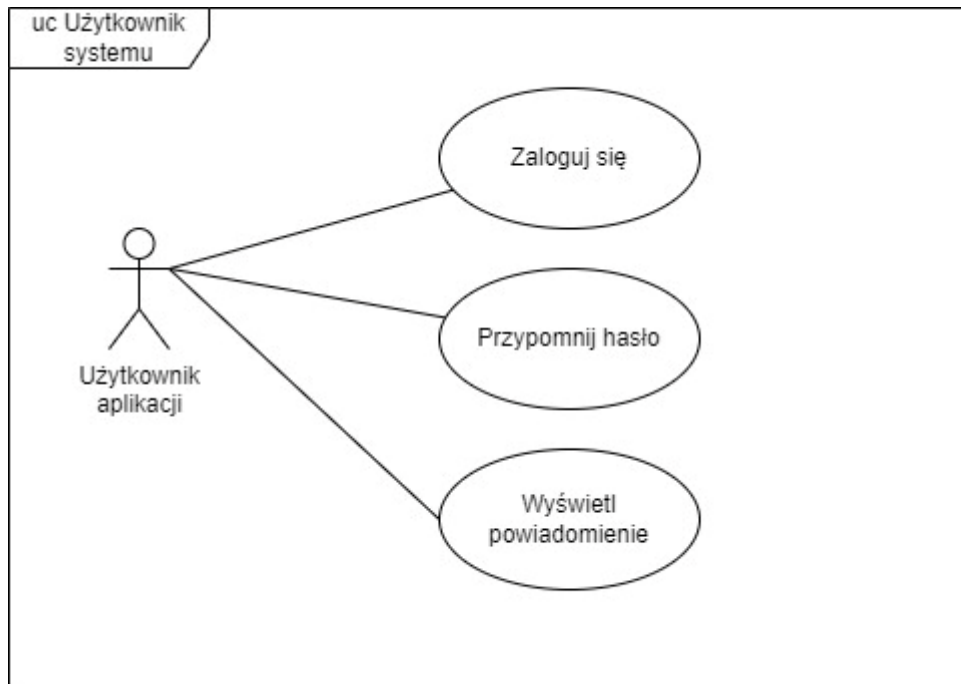 uc Użytkownik
systemu
Zaloguj się
Przypomnij hasło
Użytkownik
aplikacji
Wyświetl
powiadomienie